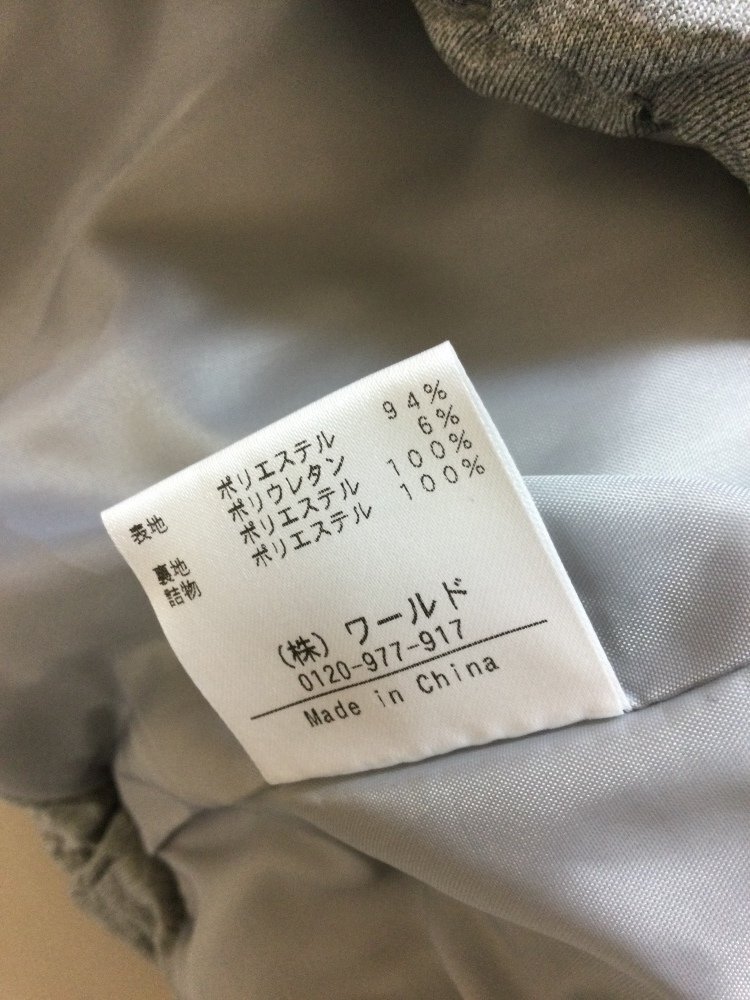 表地 ポリエステル 94%
ポリウレタン 6%
裏地 ポリエステル 100%
詰物 ポリエステル 100%
(株) ワールド
0120-977-917
Made in China